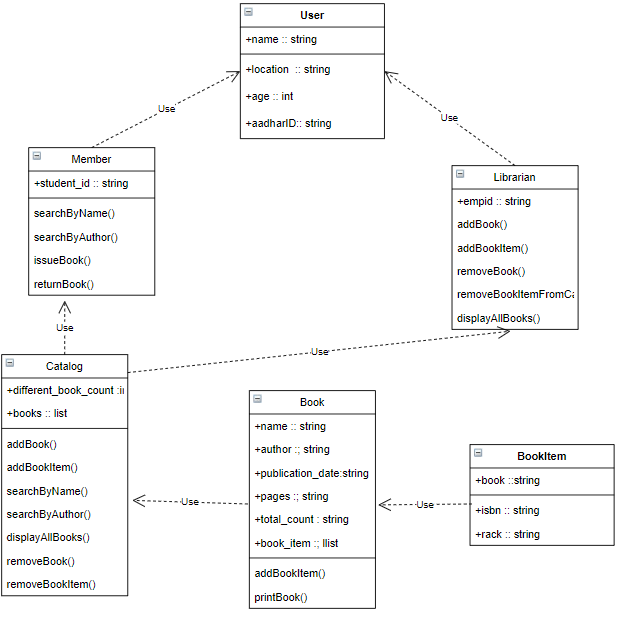 User
+name :: string
+location :: string
+age :: int
+aadharID:: string
Use
Use
Member
+student_id :: string
searchByName()
searchByAuthor()
issueBook()
returnBook()
Librarian
+empid :: string
addBook()
addBookItem()
removeBook()
removeBookItemFromCa
displayAllBooks()
Use
Use
Catalog
+different_book_count :i
+books :: list
addBook()
addBookItem()
searchByName()
searchByAuthor()
displayAllBooks()
removeBook()
removeBookItem()
Use
Book
+name :: string
+author :; string
+publication_date:string
+pages :; string
+total_count : string
+book_item :; llist
addBookItem()
printBook()
Use
BookItem
+book ::string
+isbn :: string
+rack :: string